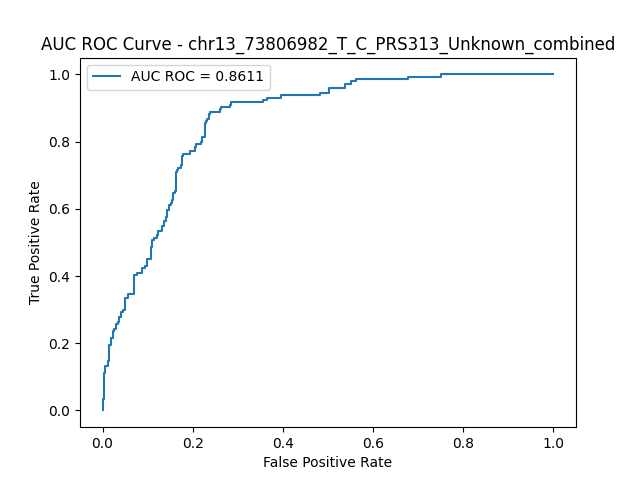 AUC ROC Curve - chr13_73806982_T_C_PRS313_Unknown_combined
AUC ROC = 0.8611
1.0
0.8
0.6
0.4
0.2
0.0
True Positive Rate
0.0 0.2 0.4 0.6 0.8 1.0
False Positive Rate